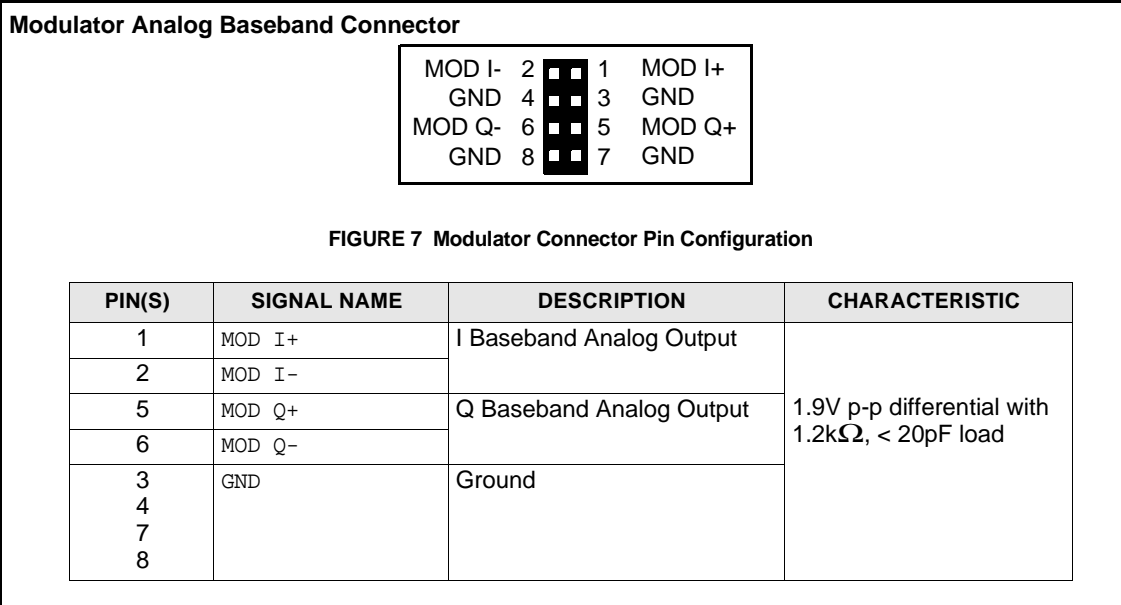 Modulator Analog Baseband Connector
MOD I- 2 1 MOD I+
GND 4 3 GND
MOD Q- 6 5 MOD Q+
GND 8 7 GND
FIGURE 7 Modulator Connector Pin Configuration
PIN(S) SIGNAL NAME DESCRIPTION CHARACTERISTIC
1 MOD I+ I Baseband Analog Output
2 MOD I-
5 MOD Q+ Q Baseband Analog Output
6 MOD Q-
1.9V p-p differential with
1.2kΩ, < 20pF load
3 GND Ground
4
7
8